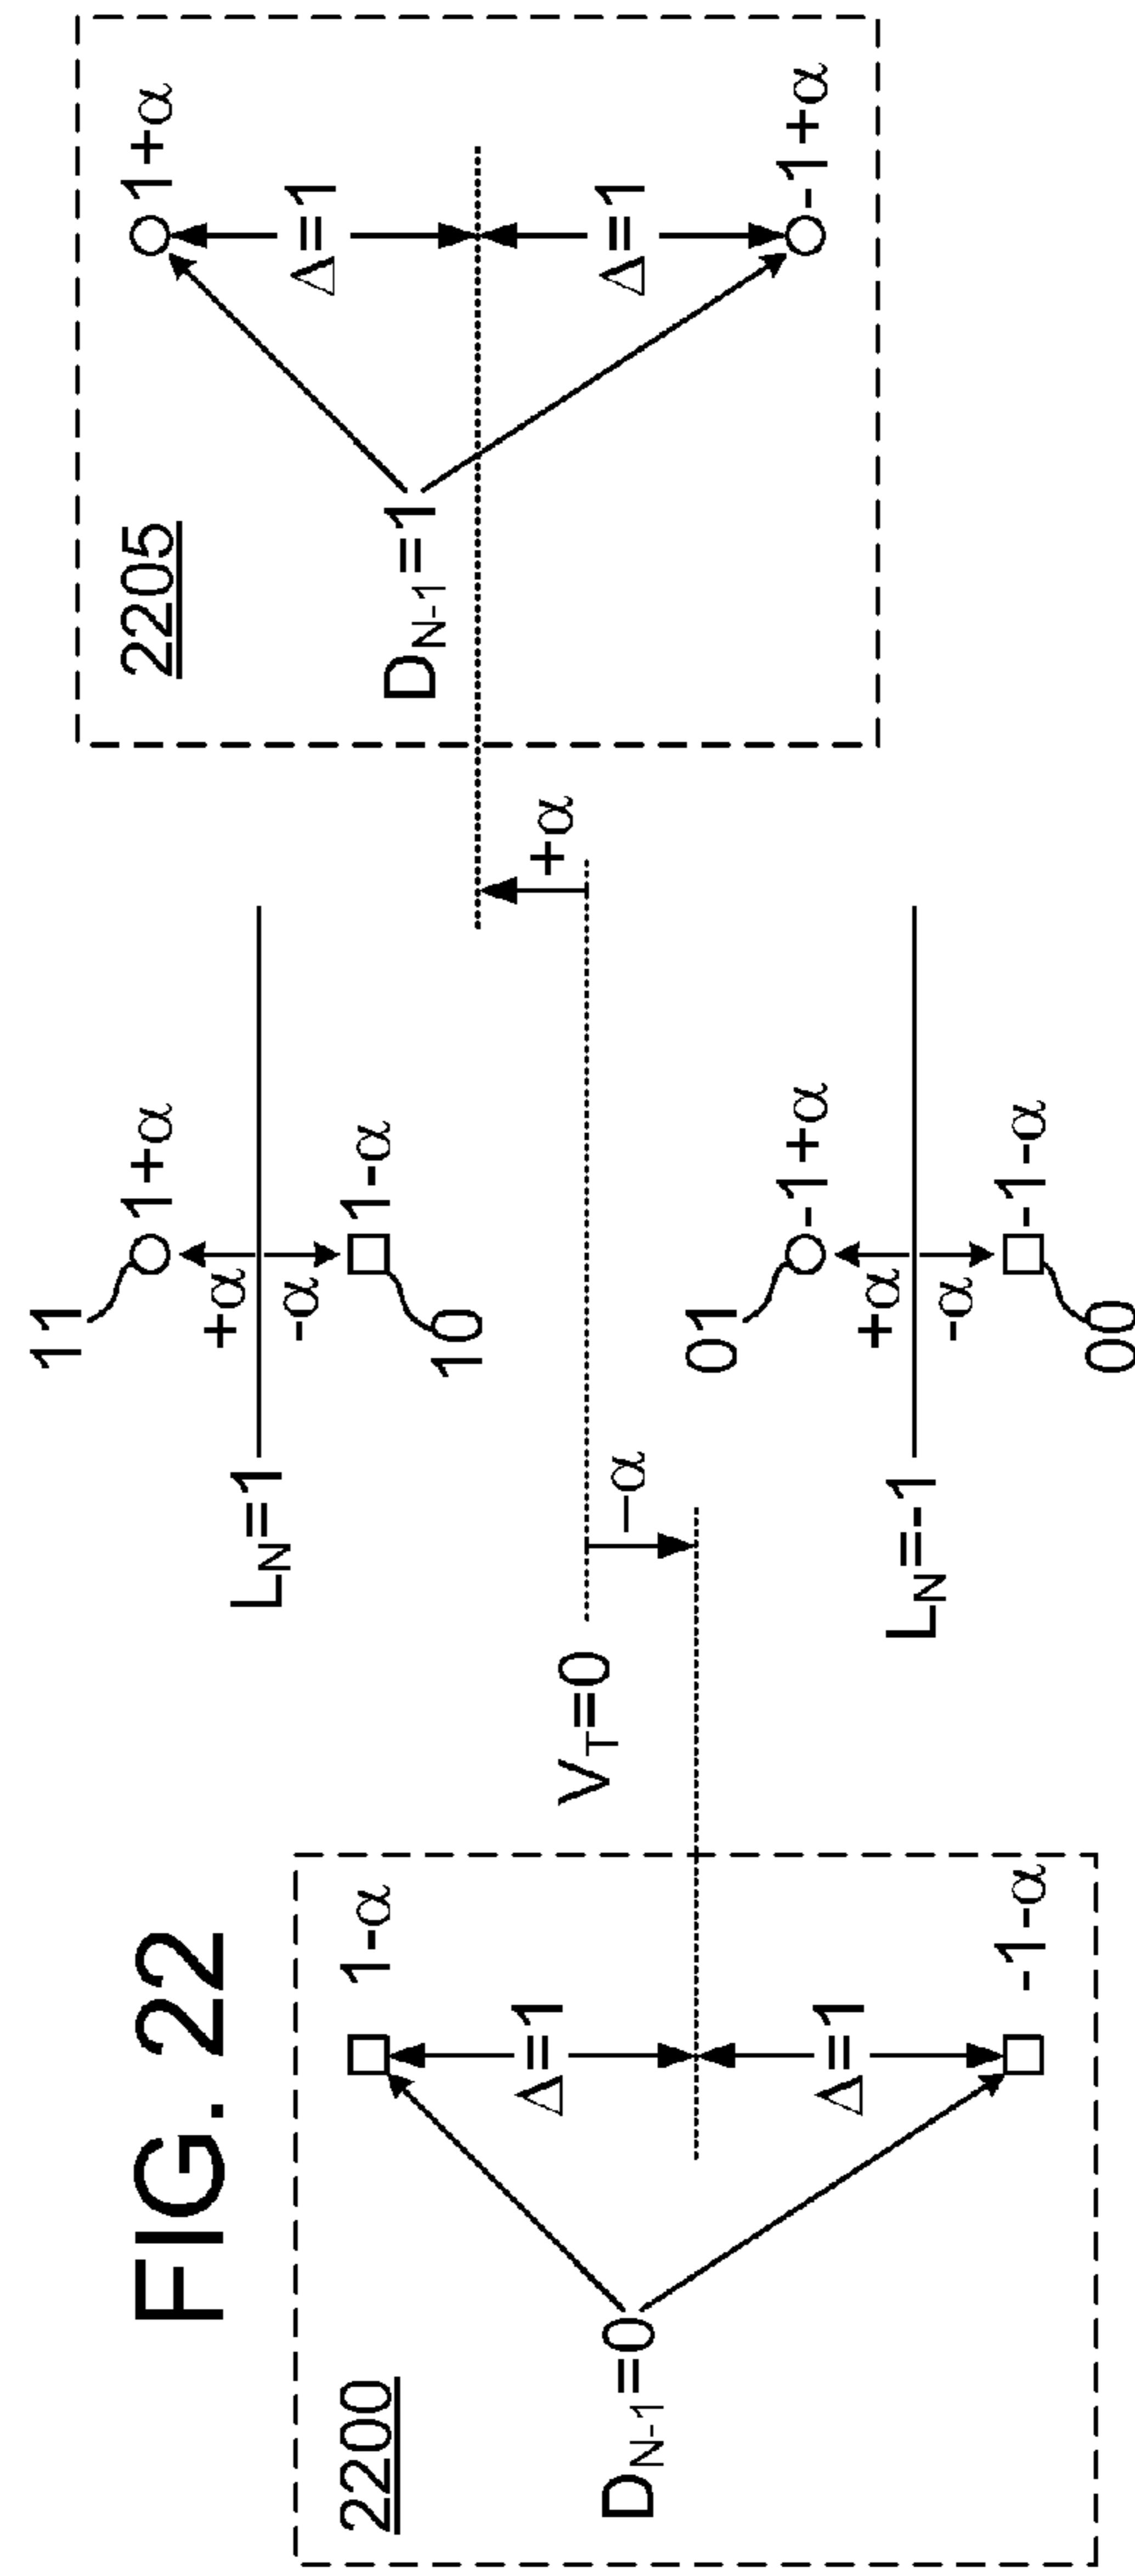 FIG. 22
2200
D_{N-1}=0
1-α
Δ=1
Δ=1
-1-α
V_T=0
-α
L_N=1
11
1+α
+α
-α
10
1-α
L_N=-1
01
-1+α
+α
-α
00
-1-α
+α
2205
D_{N-1}=1
1+α
Δ=1
Δ=1
-1+α